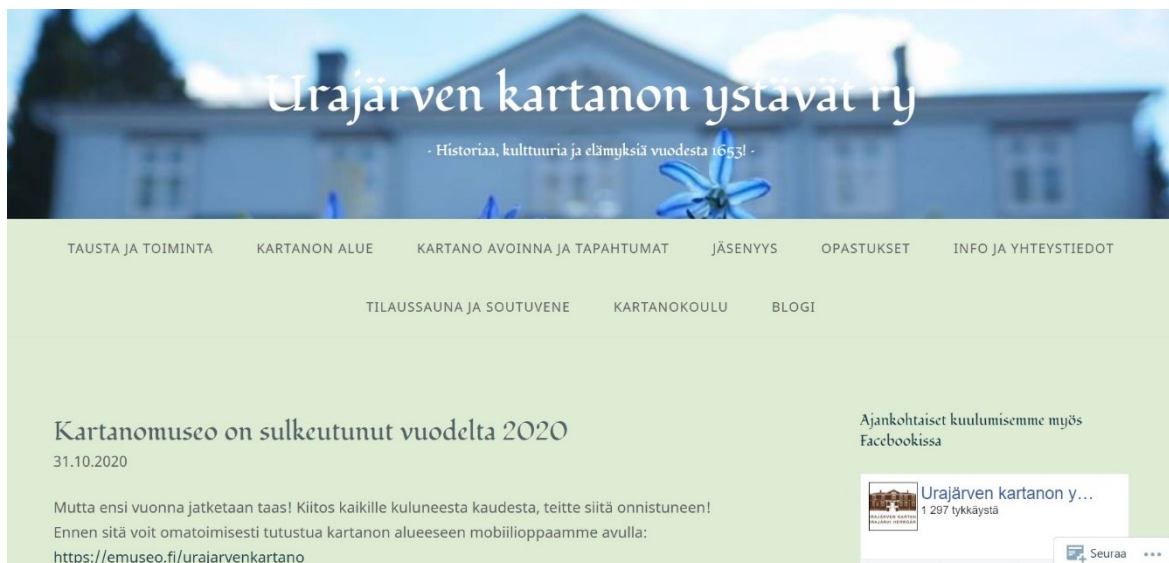 Urajärven kartanon ystävät ry
- Historiaa, kulttuuria ja elämyksiä vuodesta 1653! -
TAUSTA JA TOIMINTA KARTANON ALUE KARTANO AVOINNA JA TAPAHTUMAT JÄSENYYS OPASTUKSET INFO JA YHTEYSTIEDOT
TILAUSSAUNA JA SOUTUVENE KARTANOKOULU BLOGI
Kartanomuseo on sulkeutunut vuodelta 2020
31.10.2020
Mutta ensi vuonna jatketaan taas! Kiitos kaikille kuluneesta kaudesta, teitte siitä onnistuneen!
Ennen sitä voit omatoimisesti tutustua kartanon alueeseen mobiilioppaamme avulla:
https://emuseo.fi/urajarvenkartano
Ajankohtaiset kuulumisemme myös
Facebookissa
Urajärven kartanon y...
1 297 tykkäystä
Seuraa